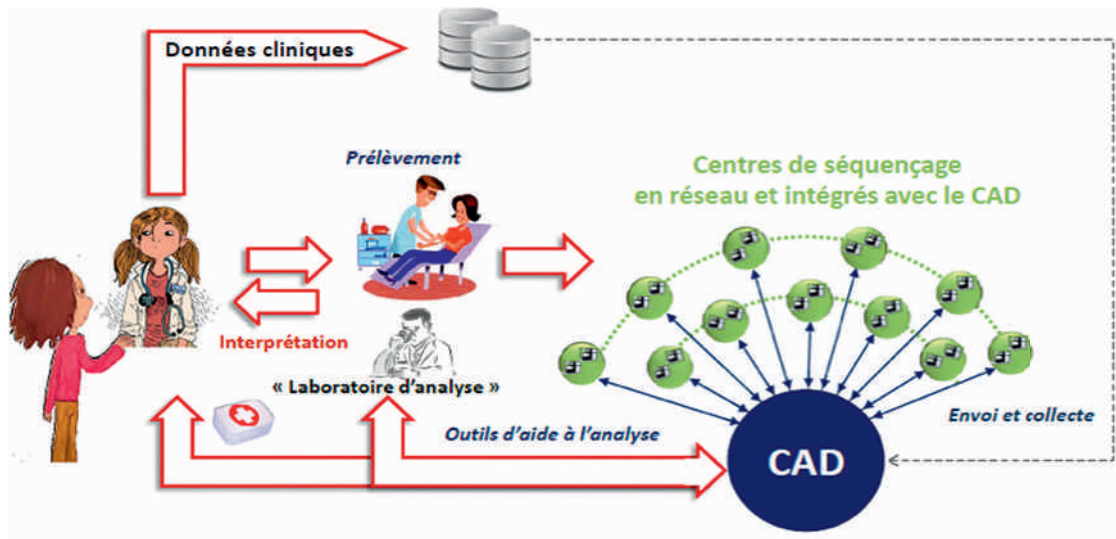 Données cliniques
Prélèvement
Centres de séquençage
en réseau et intégrés avec le CAD
Interprétation
« Laboratoire d'analyse »
Outils d'aide à l'analyse
Envoi et collecte
CAD